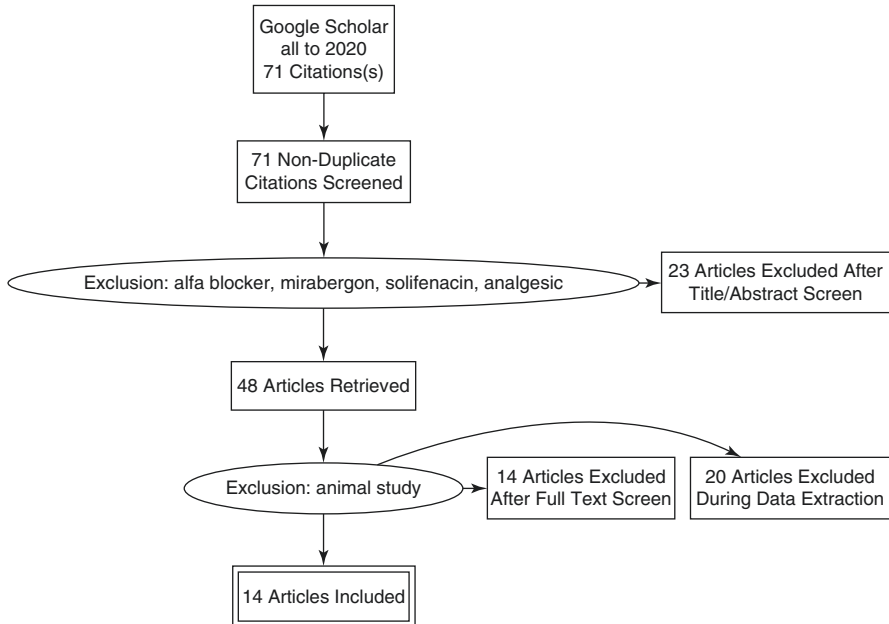 Google Scholar
all to 2020
71 Citations(s)
71 Non-Duplicate
Citations Screened
Exclusion: alfa blocker, mirabergon, solifenacin, analgesic
23 Articles Excluded After
Title/Abstract Screen
48 Articles Retrieved
Exclusion: animal study
14 Articles Excluded
After Full Text Screen
20 Articles Excluded
During Data Extraction
14 Articles Included